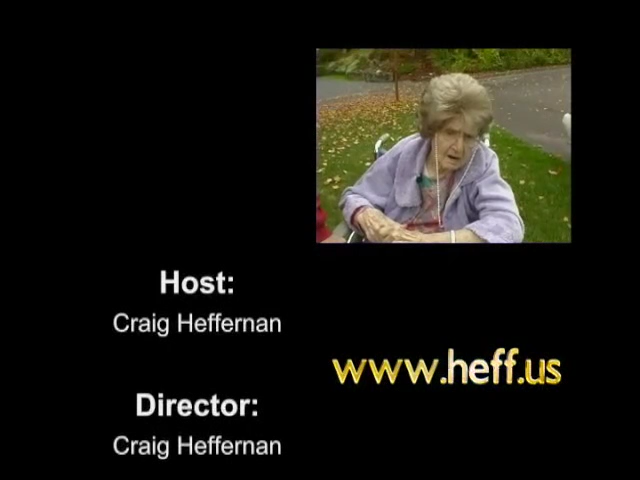 Host:
Craig Heffernan
www.heff.us
Director:
Craig Heffernan